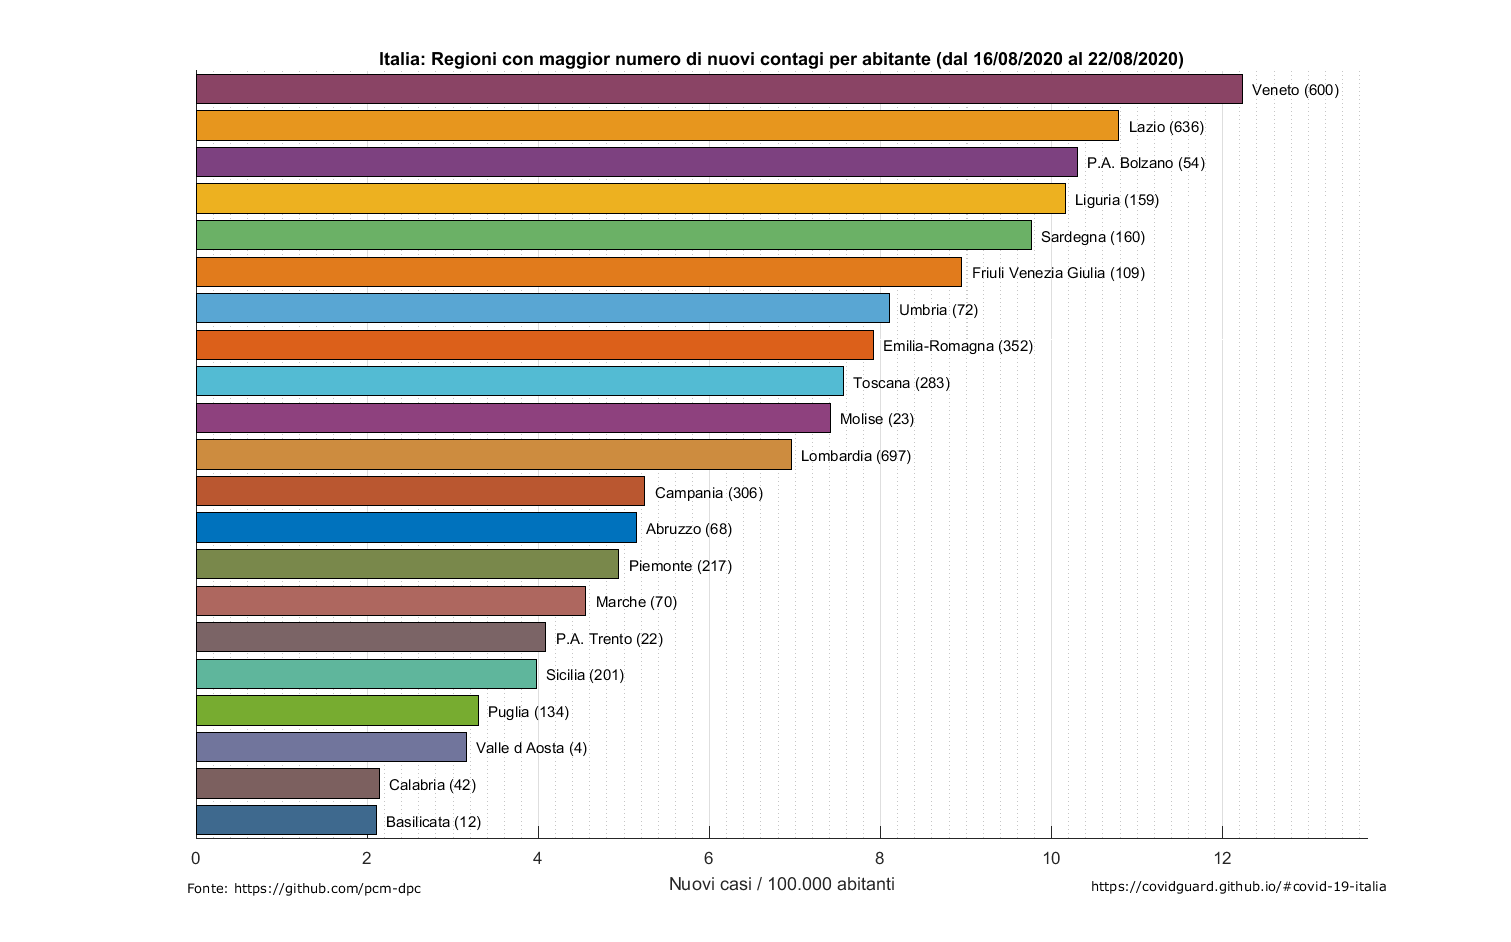 Italia: Regioni con maggior numero di nuovi contagi per abitante (dal 16/08/2020 al 22/08/2020)
Veneto (600)
Lazio (636)
P.A. Bolzano (54)
Liguria (159)
Sardegna (160)
Friuli Venezia Giulia (109)
Umbria (72)
Emilia-Romagna (352)
Toscana (283)
Molise (23)
Lombardia (697)
Campania (306)
Abruzzo (68)
Piemonte (217)
Marche (70)
P.A. Trento (22)
Sicilia (201)
Puglia (134)
Valle d Aosta (4)
Calabria (42)
Basilicata (12)
0 2 4 6 8 10 12
Nuovi casi / 100.000 abitanti
Fonte: https://github.com/pcm-dpc
https://covidguard.github.io/#covid-19-italia